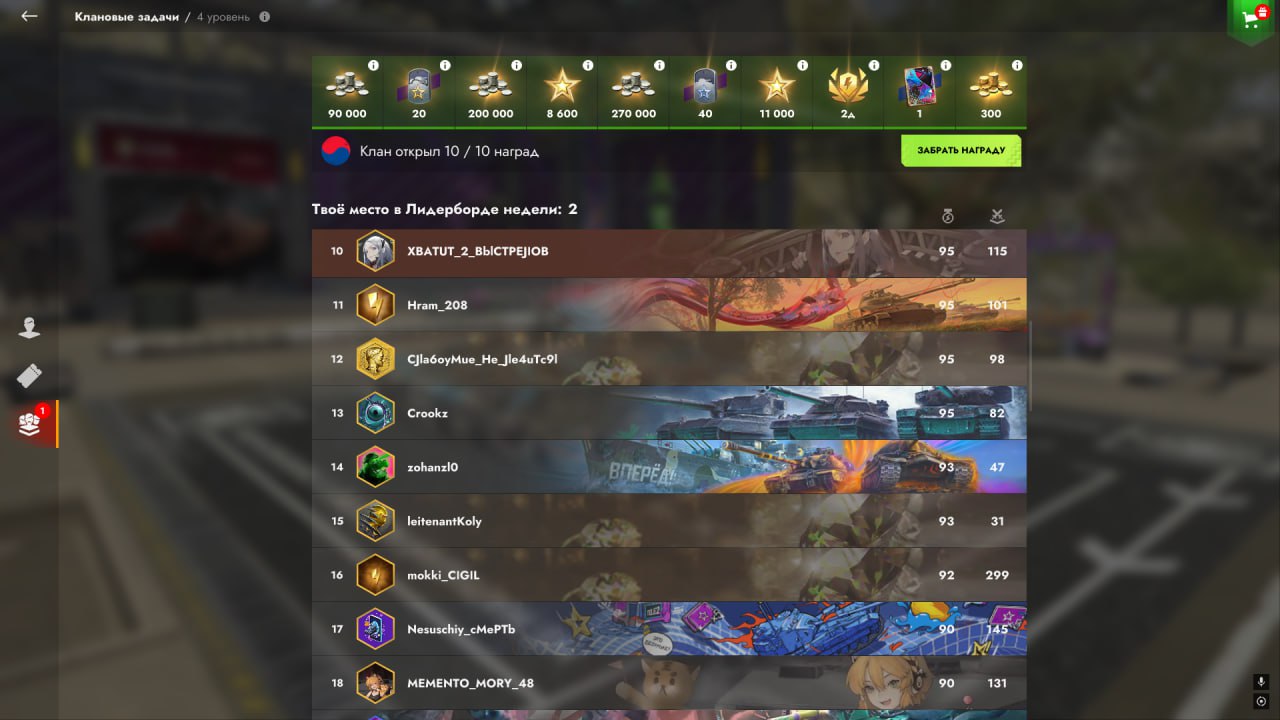 Клановые задачи / 4 уровень
90 000 20 200 000 8 600 270 000 40 11 000 2д 1 300
Клан открыл 10 / 10 наград
ЗАБРАТЬ НАГРАДУ
Твоё место в Лидерборде недели: 2
10 XBATUT_2_BbICTPEJIOB 95 115
11 Hram_208 95 101
12 CJla6oyMue_He_Jle4uTc9l 95 98
1
13 Crookz 95 82
14 zohanzl0 ВПЕРЁД! 93 47
15 leitenantKoly 93 31
16 mokki_CIGIL 92 299
17 Nesuschiy_cMePTb 90 145
18 MEMENTO_MORY_48 90 131